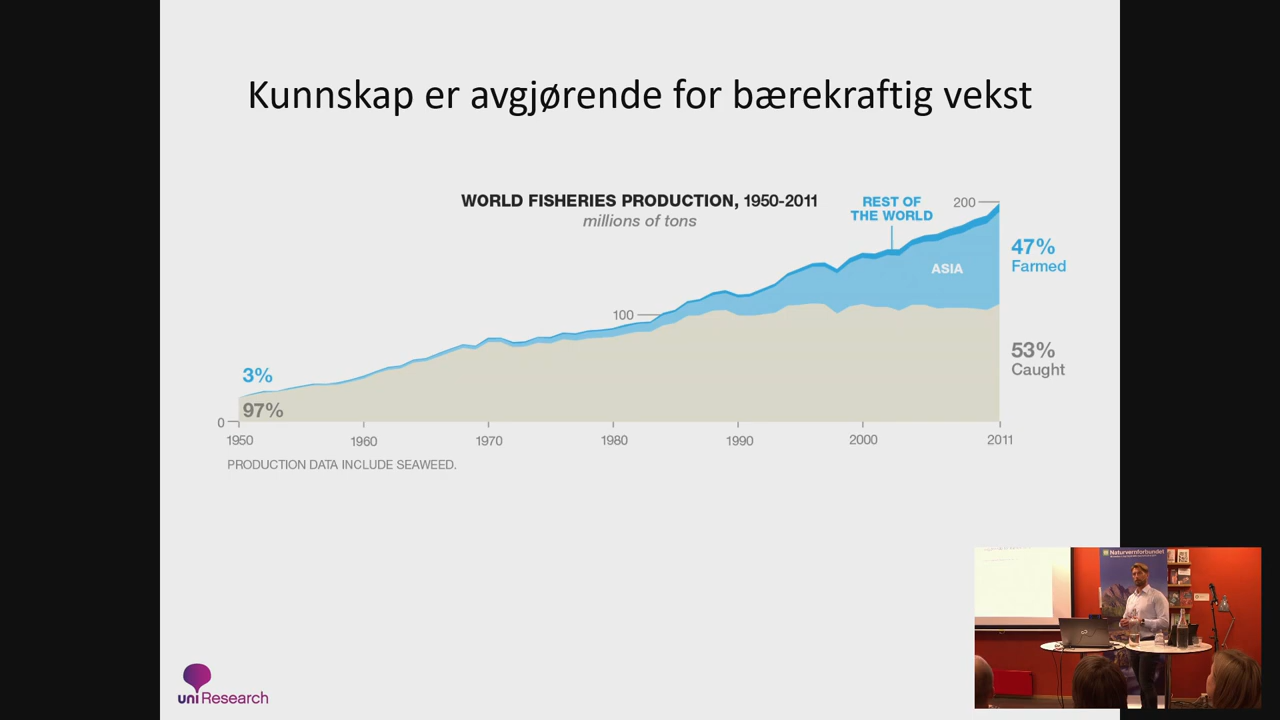 Kunnskap er avgjørende for bærekraftig vekst
WORLD FISHERIES PRODUCTION, 1950-2011
millions of tons
REST OF
THE WORLD
200
47%
Farmed
ASIA
100
53%
Caught
3%
97%
0
1950
1960
1970
1980
1990
2000
2011
PRODUCTION DATA INCLUDE SEAWEED.
uni Research
Naturvernforbundet